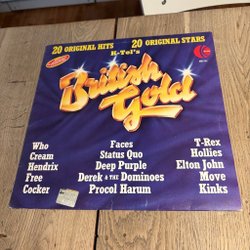 20 ORIGINAL HITS 20 ORIGINAL STARS
K-Tel's
British
Gold
Who
Cream
Hendrix
Free
Cocker
Faces
Status Quo
Deep Purple
Derek & THE Dominoes
Procol Harum
T-Rex
Hollies
Elton John
Move
Kinks